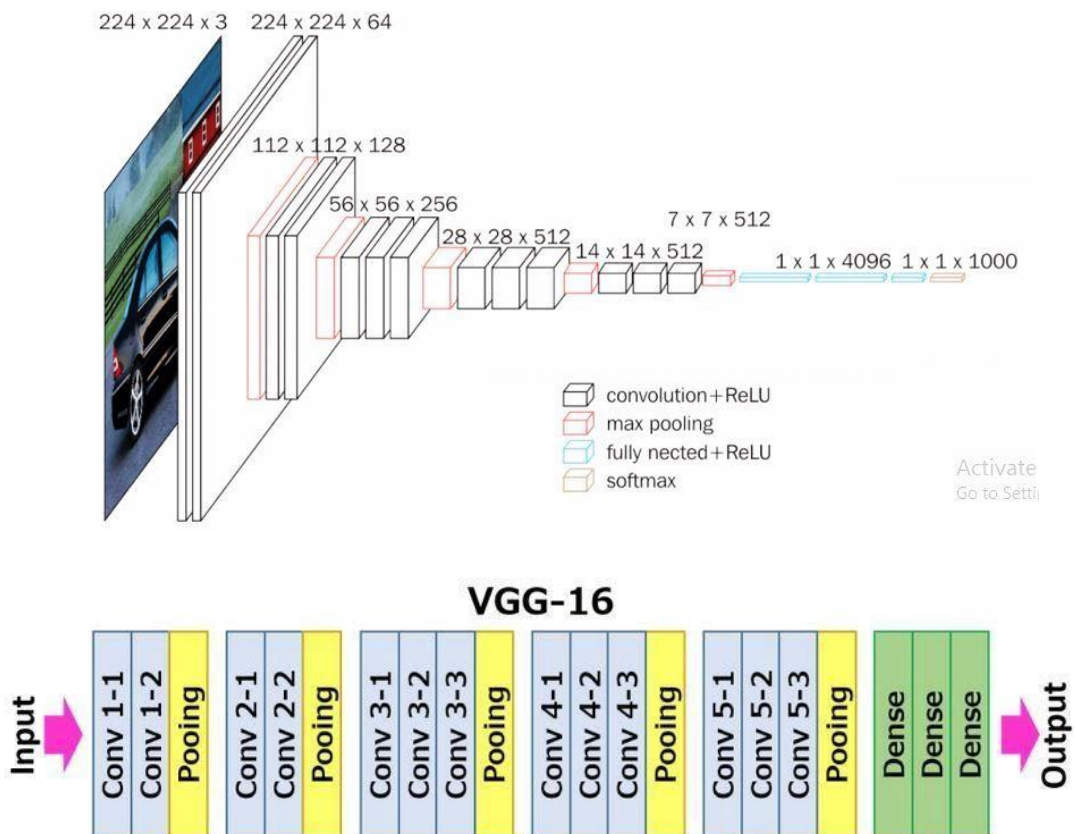 224 x 224 x 3
224 x 224 x 64
112 x 112 x 128
56 x 56 x 256
28 x 28 x 512
14 x 14 x 512
7 x 7 x 512
1 x 1 x 4096
1 x 1 x 1000
convolution+ReLU
max pooling
fully nected+ReLU
softmax
Activate
Go to Setti
VGG-16
Input
Conv 1-1
Conv 1-2
Pooing
Conv 2-1
Conv 2-2
Pooing
Conv 3-1
Conv 3-2
Conv 3-3
Pooing
Conv 4-1
Conv 4-2
Conv 4-3
Pooing
Conv 5-1
Conv 5-2
Conv 5-3
Pooing
Dense
Dense
Dense
Output